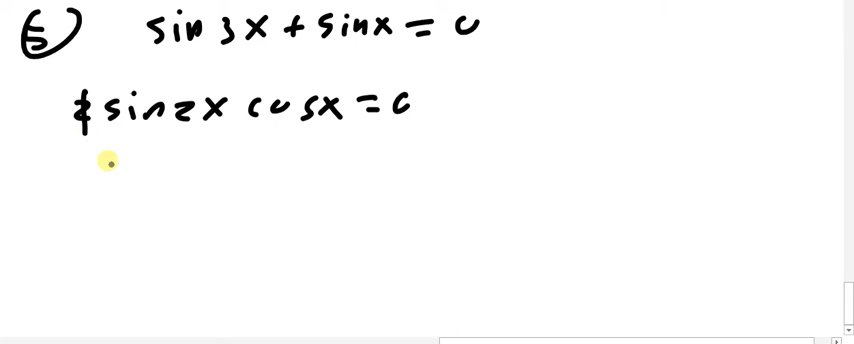 5 sin 3x + sin x = 0
2 sin 2x cos x = 0